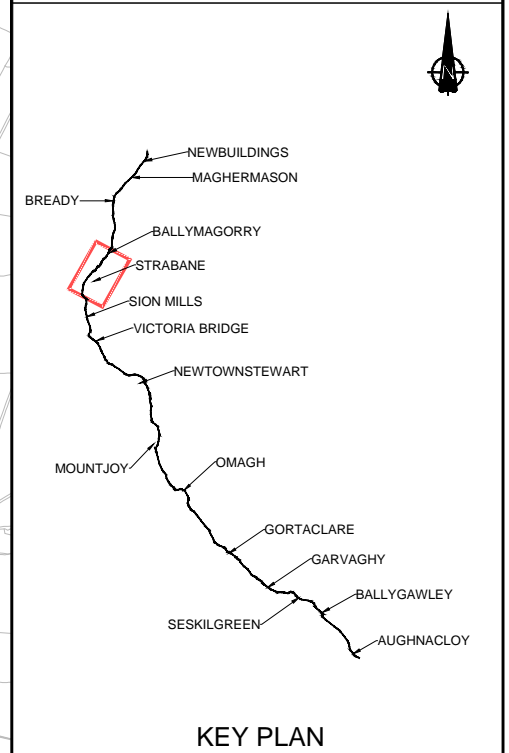 N
NEWBUILDINGS
MAGHERMASON
BREADY
BALLYMAGORRY
STRABANE
SION MILLS
VICTORIA BRIDGE
NEWTOWNSTEWART
MOUNTJOY
OMAGH
GORTACLARE
GARVAGHY
BALLYGAWLEY
SESKILGREEN
AUGHNACLOY
KEY PLAN